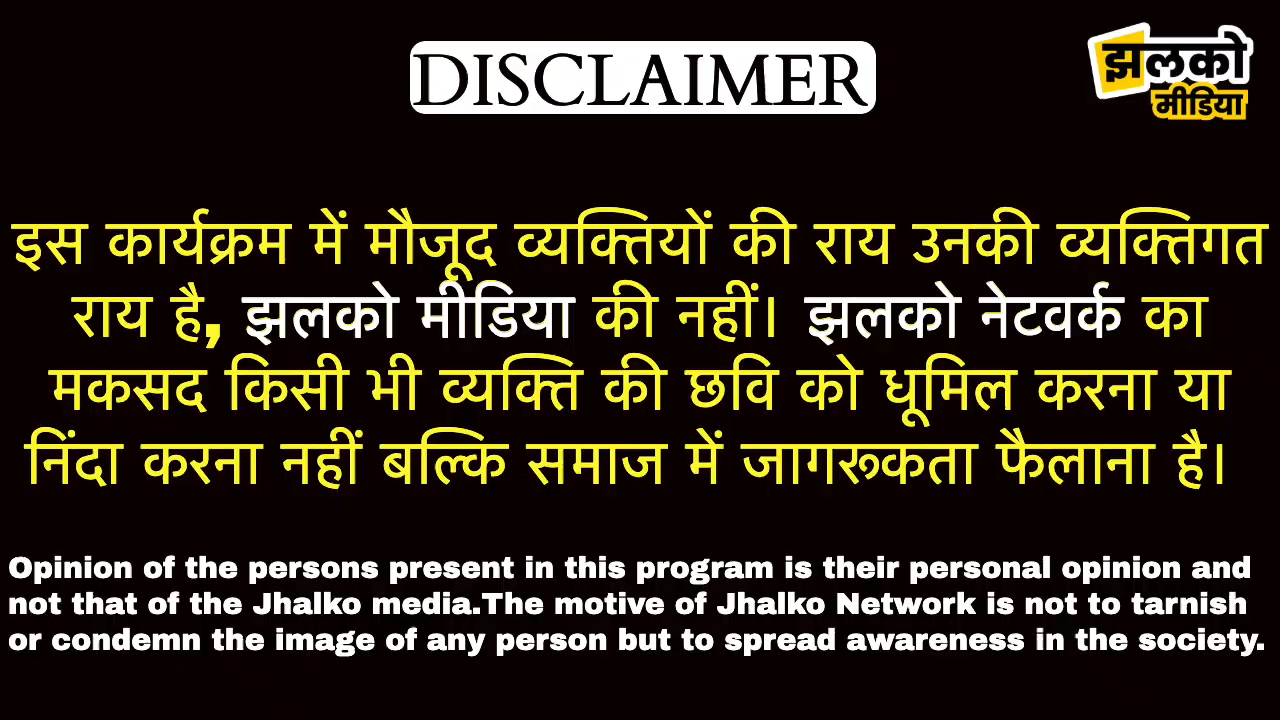 DISCLAIMER
झलको
मीडिया
इस कार्यक्रम में मौजूद व्यक्तियों की राय उनकी व्यक्तिगत
राय है, झलको मीडिया की नहीं। झलको नेटवर्क का
मकसद किसी भी व्यक्ति की छवि को धूमिल करना या
निंदा करना नहीं बल्कि समाज में जागरूकता फैलाना है।
Opinion of the persons present in this program is their personal opinion and
not that of the Jhalko media.The motive of Jhalko Network is not to tarnish
or condemn the image of any person but to spread awareness in the society.